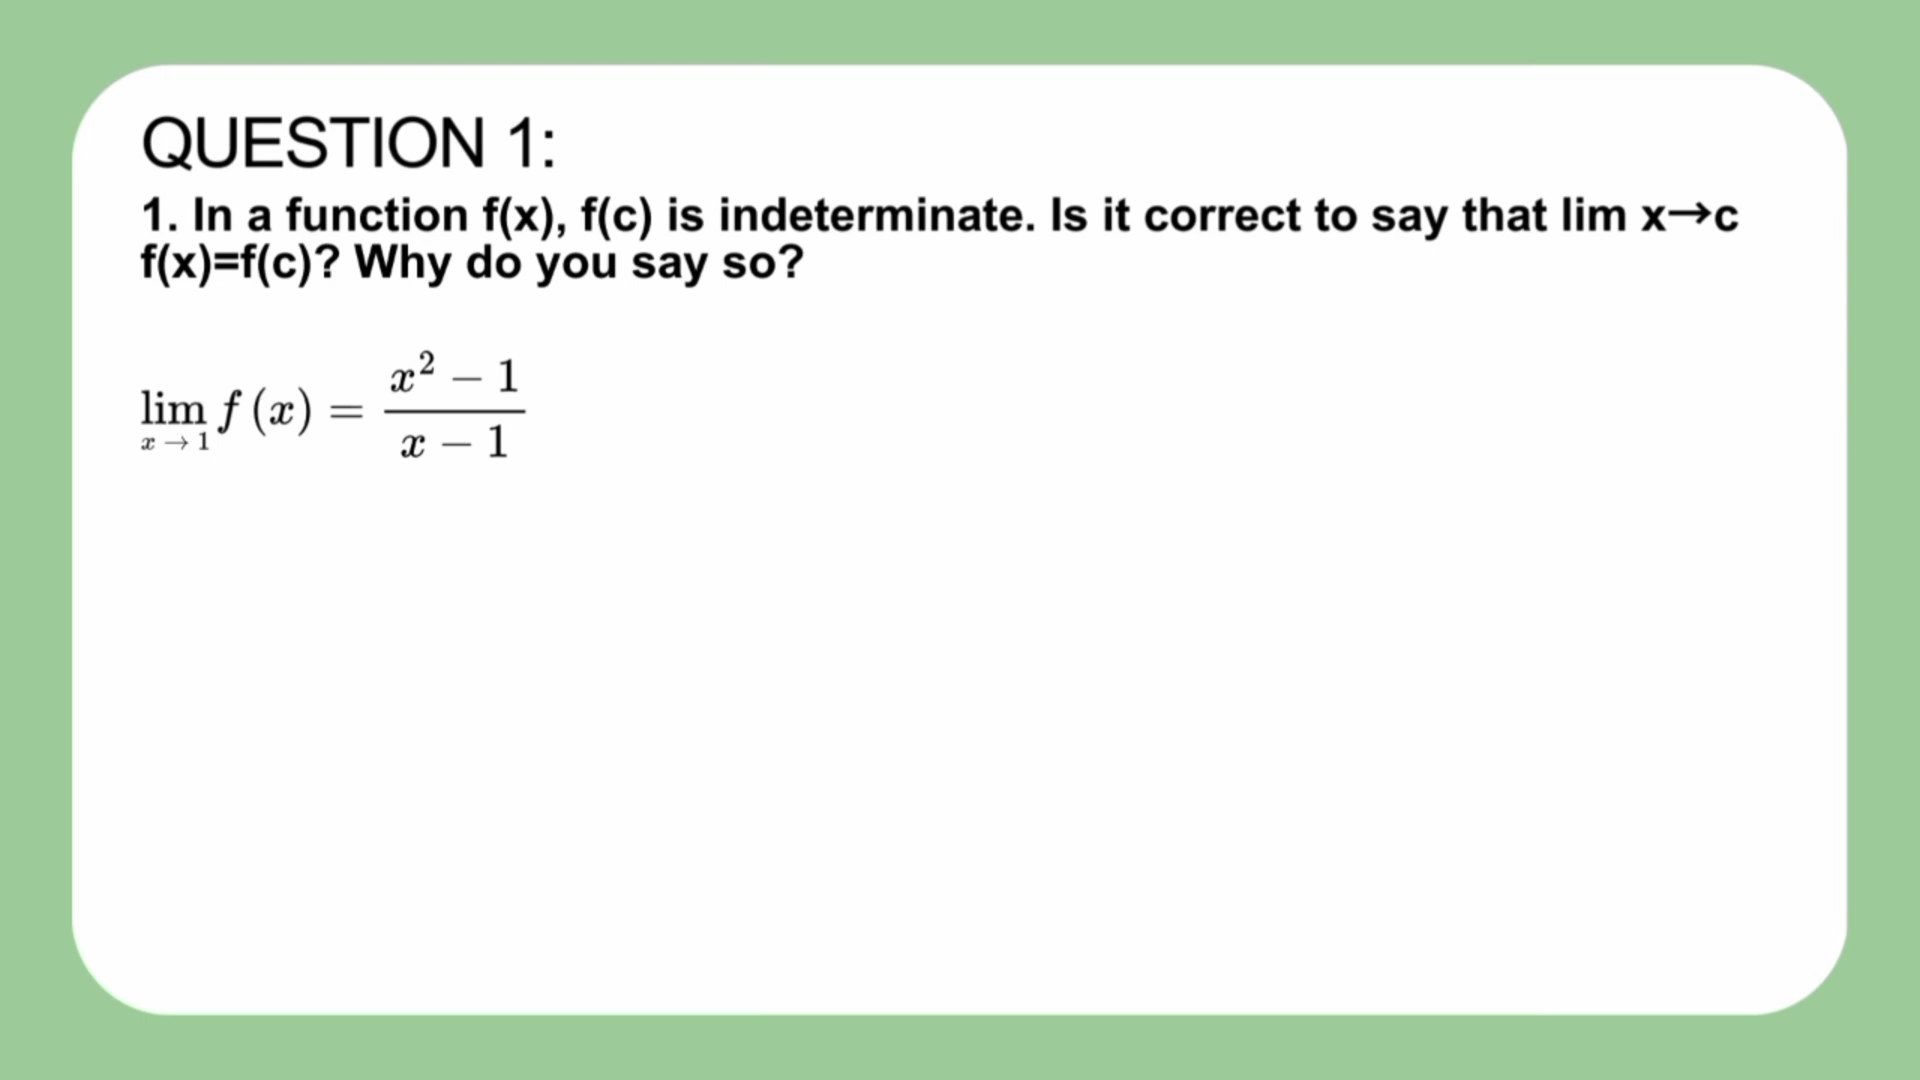 QUESTION 1:
1. In a function f(x), f(c) is indeterminate. Is it correct to say that lim x→c
f(x)=f(c)? Why do you say so?
lim x → 1 f (x) = x² − 1 / x − 1